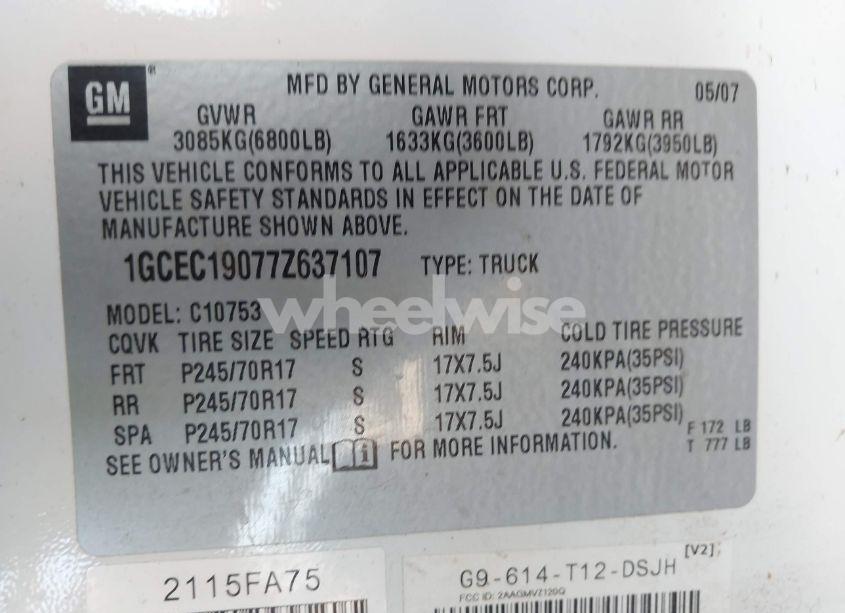 GM
MFD BY GENERAL MOTORS CORP. 05/07
GVWR GAWR FRT GAWR RR
3085KG(6800LB) 1633KG(3600LB) 1792KG(3950LB)
THIS VEHICLE CONFORMS TO ALL APPLICABLE U.S. FEDERAL MOTOR
VEHICLE SAFETY STANDARDS IN EFFECT ON THE DATE OF
MANUFACTURE SHOWN ABOVE.
1GCEC19077Z637107 TYPE: TRUCK
wheelwise
MODEL: C10753
CQVK TIRE SIZE SPEED RTG RIM COLD TIRE PRESSURE
FRT P245/70R17 S 17X7.5J 240KPA(35PSI)
RR P245/70R17 S 17X7.5J 240KPA(35PSI)
SPA P245/70R17 S 17X7.5J 240KPA(35PSI) F 172 LB
T 777 LB
SEE OWNER'S MANUAL i FOR MORE INFORMATION.
2115FA75
G9-614-T12-DSJH [V2];
FCC ID: 2AAGMVZ120Q